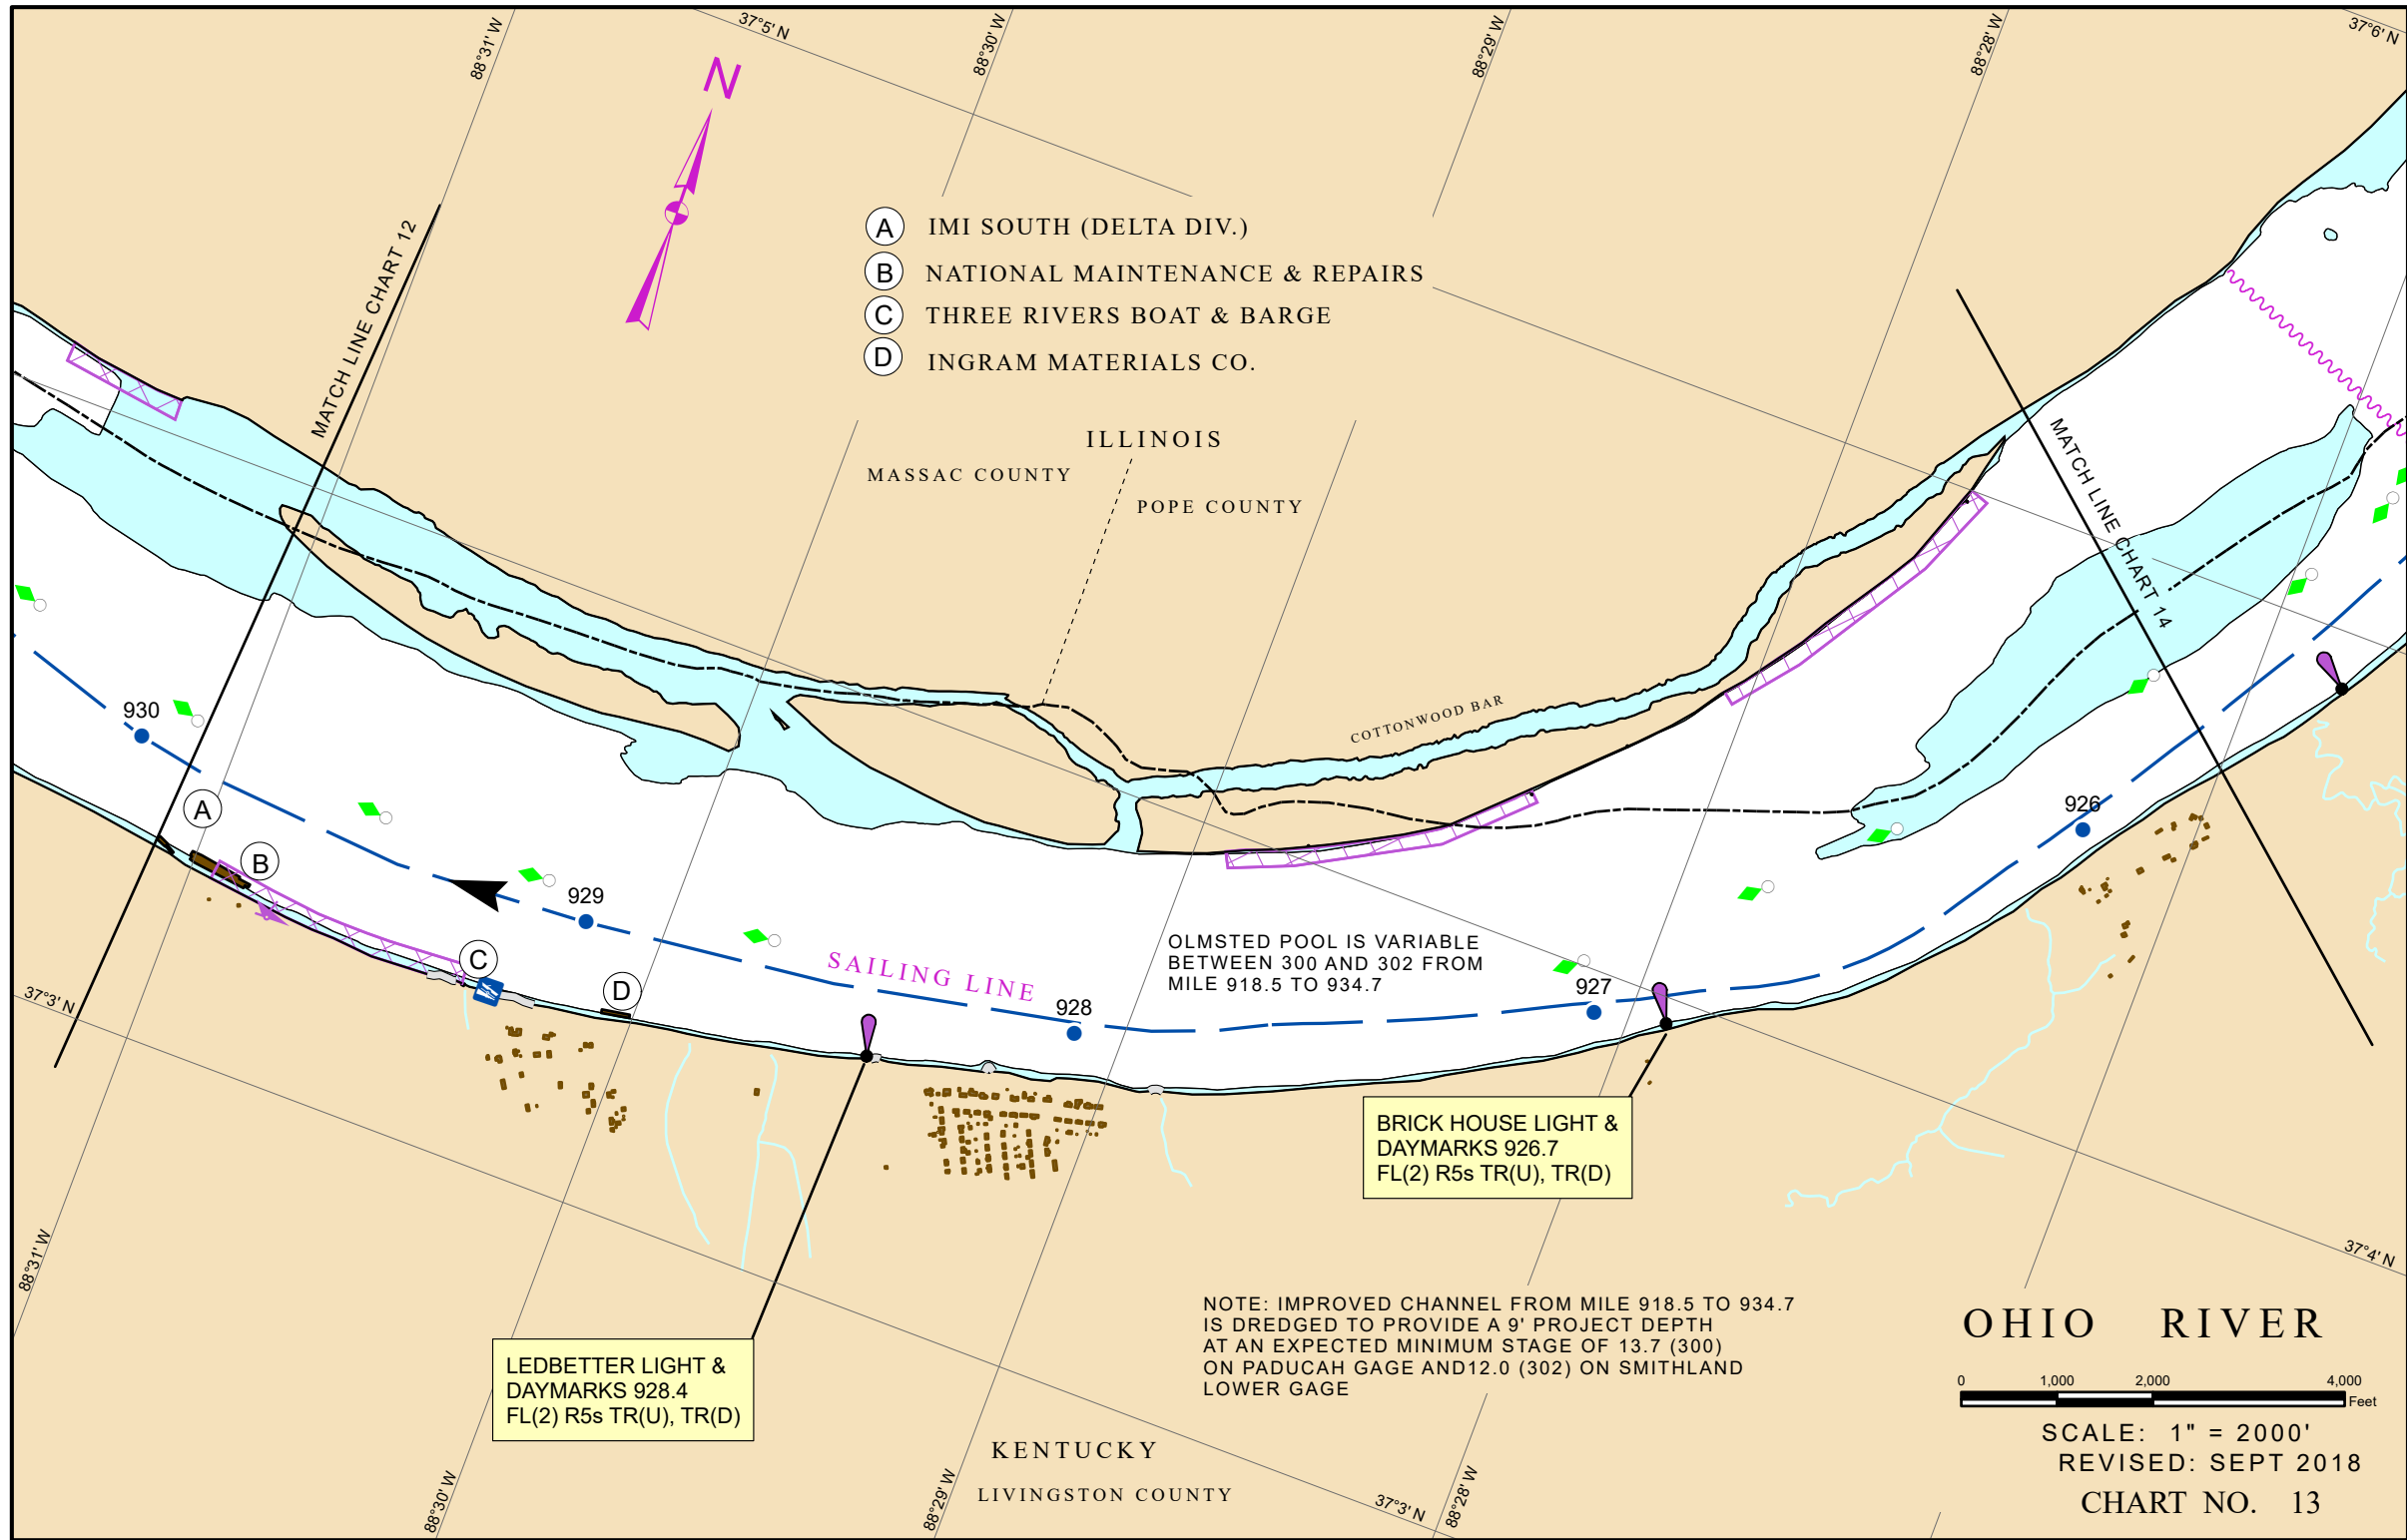 88°31' W
37°5' N
88°30' W
88°29' W
88°28' W
37°6' N
N
MATCH LINE CHART 12
A IMI SOUTH (DELTA DIV.)
B NATIONAL MAINTENANCE & REPAIRS
C THREE RIVERS BOAT & BARGE
D INGRAM MATERIALS CO.
ILLINOIS
MASSAC COUNTY
POPE COUNTY
MATCH LINE CHART 14
COTTONWOOD BAR
930
A
B
929
C
D
SAILING LINE
928
OLMSTED POOL IS VARIABLE
BETWEEN 300 AND 302 FROM
MILE 918.5 TO 934.7
927
926
37°3' N
BRICK HOUSE LIGHT &
DAYMARKS 926.7
FL(2) R5s TR(U), TR(D)
88°31' W
37°4' N
LEDBETTER LIGHT &
DAYMARKS 928.4
FL(2) R5s TR(U), TR(D)
NOTE: IMPROVED CHANNEL FROM MILE 918.5 TO 934.7
IS DREDGED TO PROVIDE A 9' PROJECT DEPTH
AT AN EXPECTED MINIMUM STAGE OF 13.7 (300)
ON PADUCAH GAGE AND12.0 (302) ON SMITHLAND
LOWER GAGE
KENTUCKY
LIVINGSTON COUNTY
88°30' W
88°29' W
37°3' N
88°28' W
OHIO RIVER
0 1,000 2,000 4,000
Feet
SCALE: 1" = 2000'
REVISED: SEPT 2018
CHART NO. 13